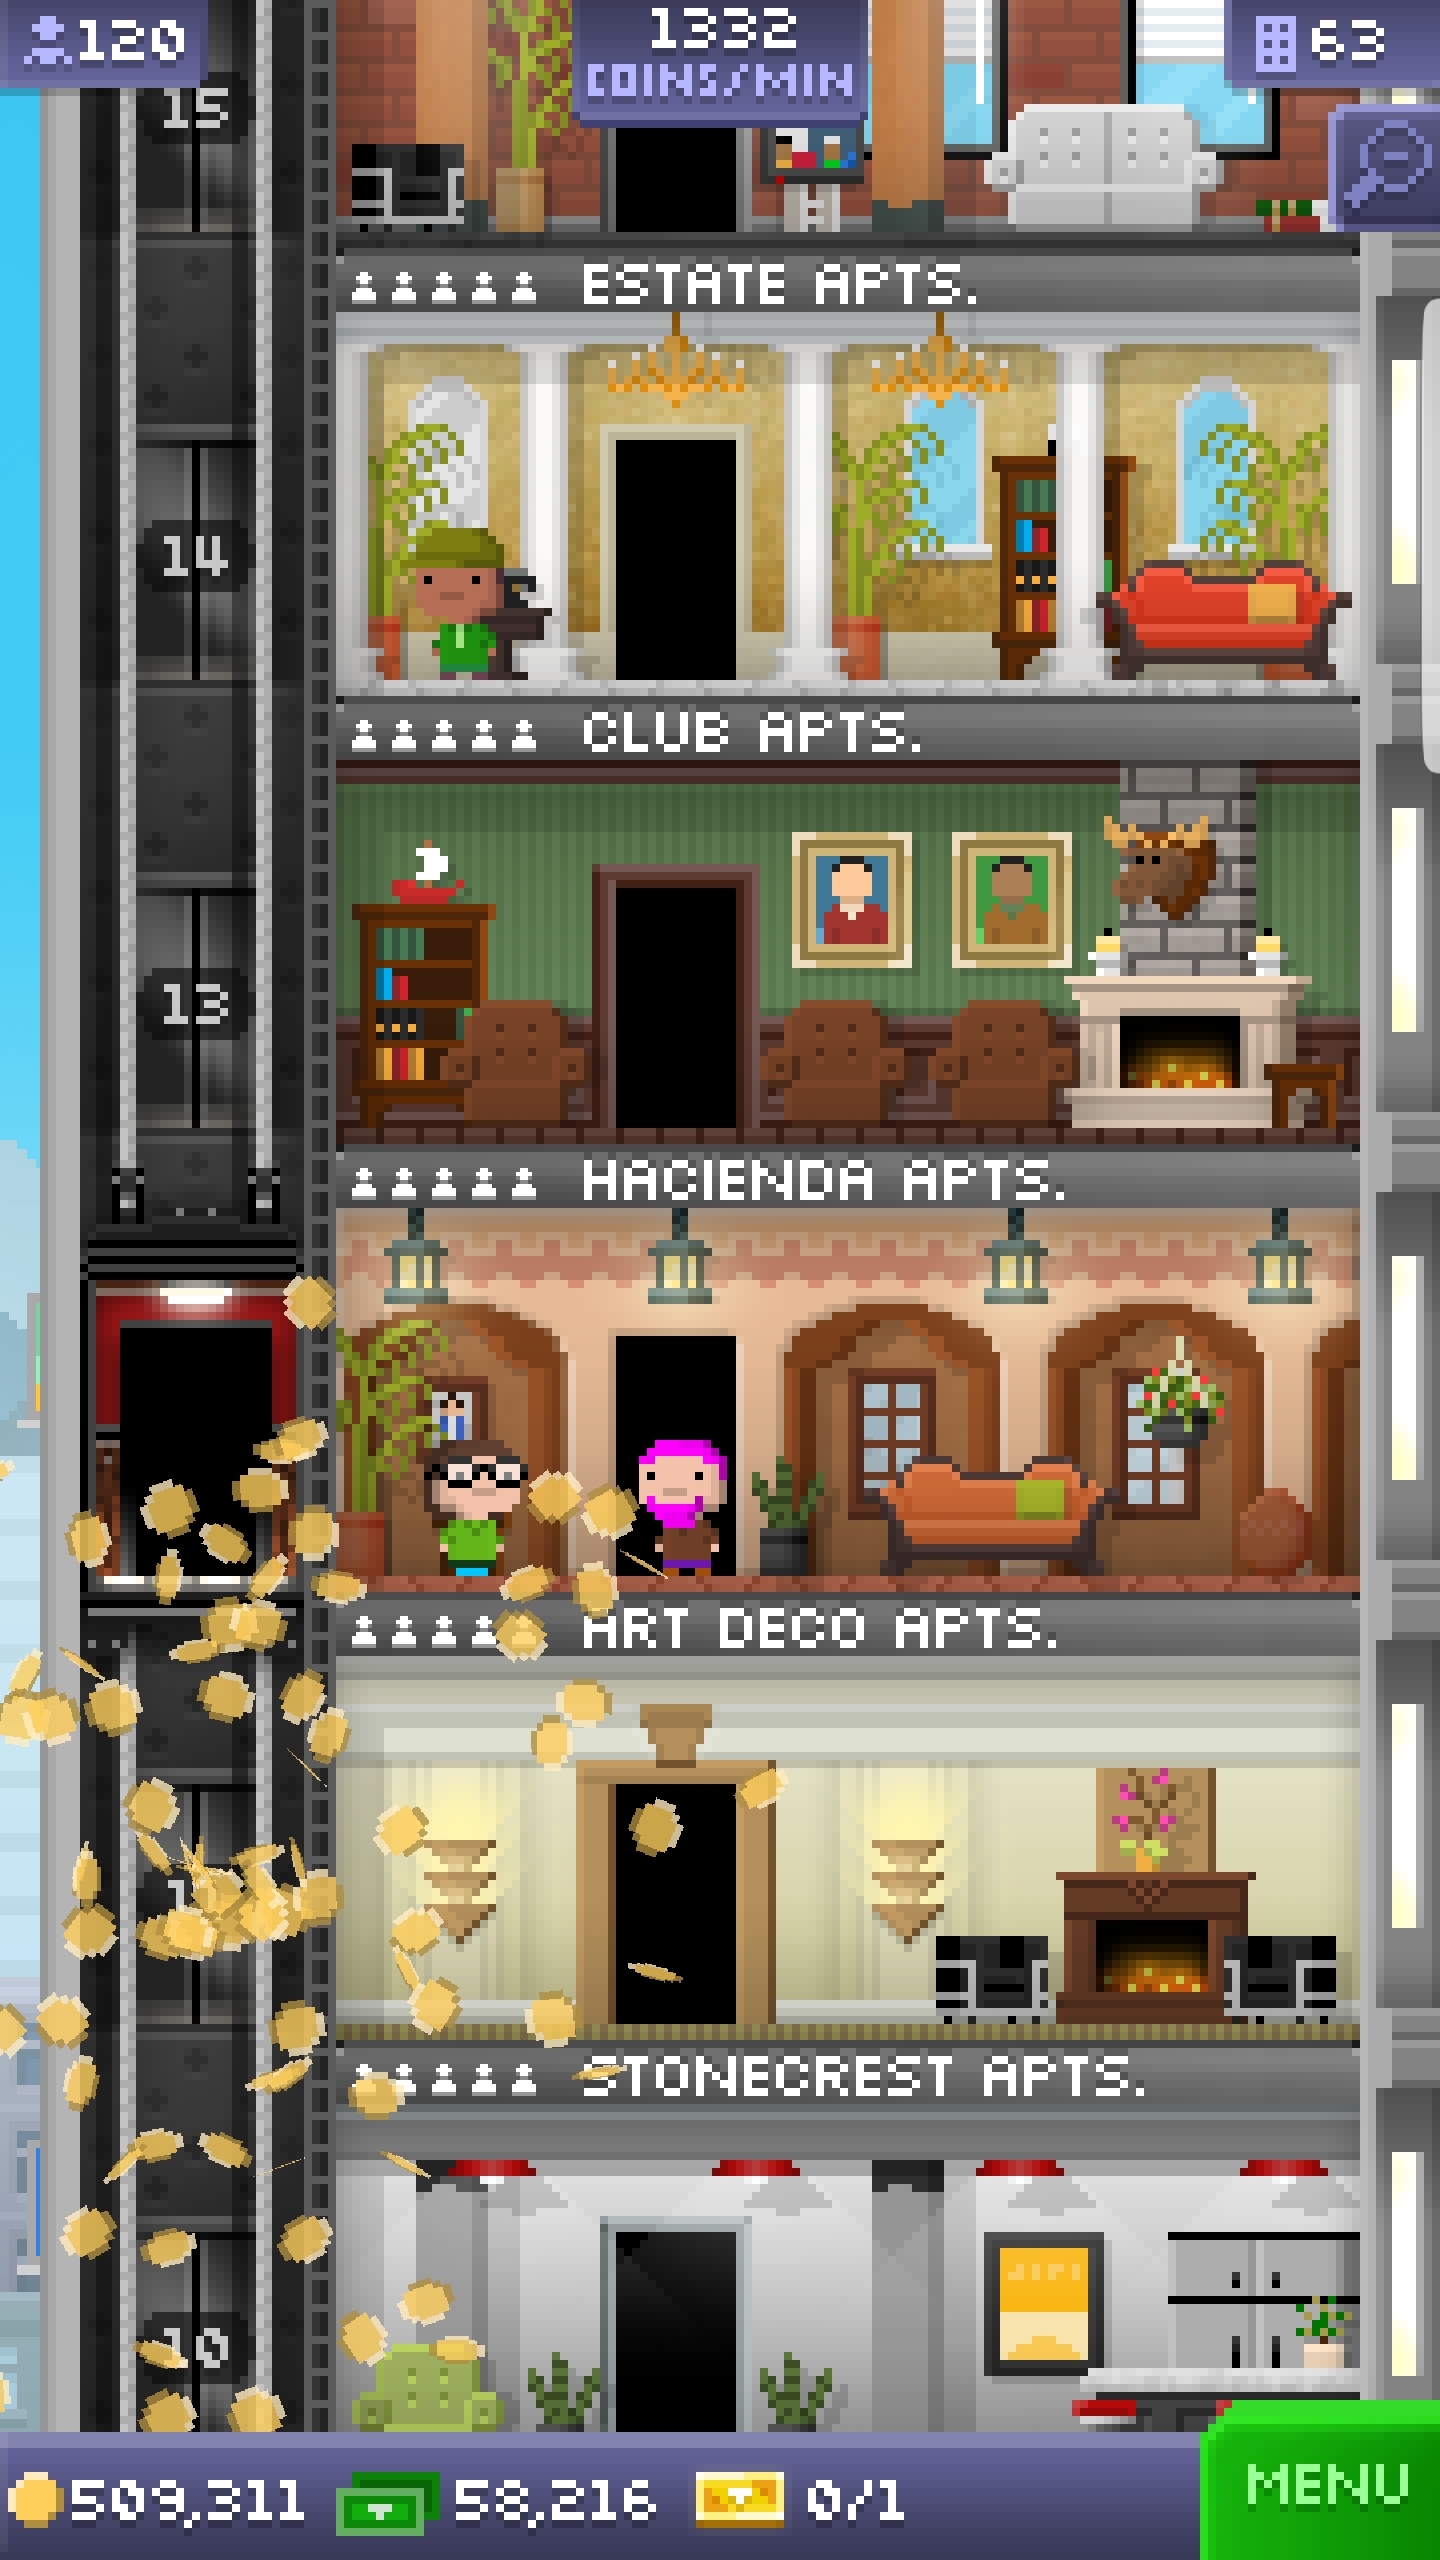 120
1332
COINS/MIN
63
15
ESTATE APTS.
14
CLUB APTS.
13
HACIENDA APTS.
ART DECO APTS.
STONECREST APTS.
10
509,311
58,216
0/1
MENU